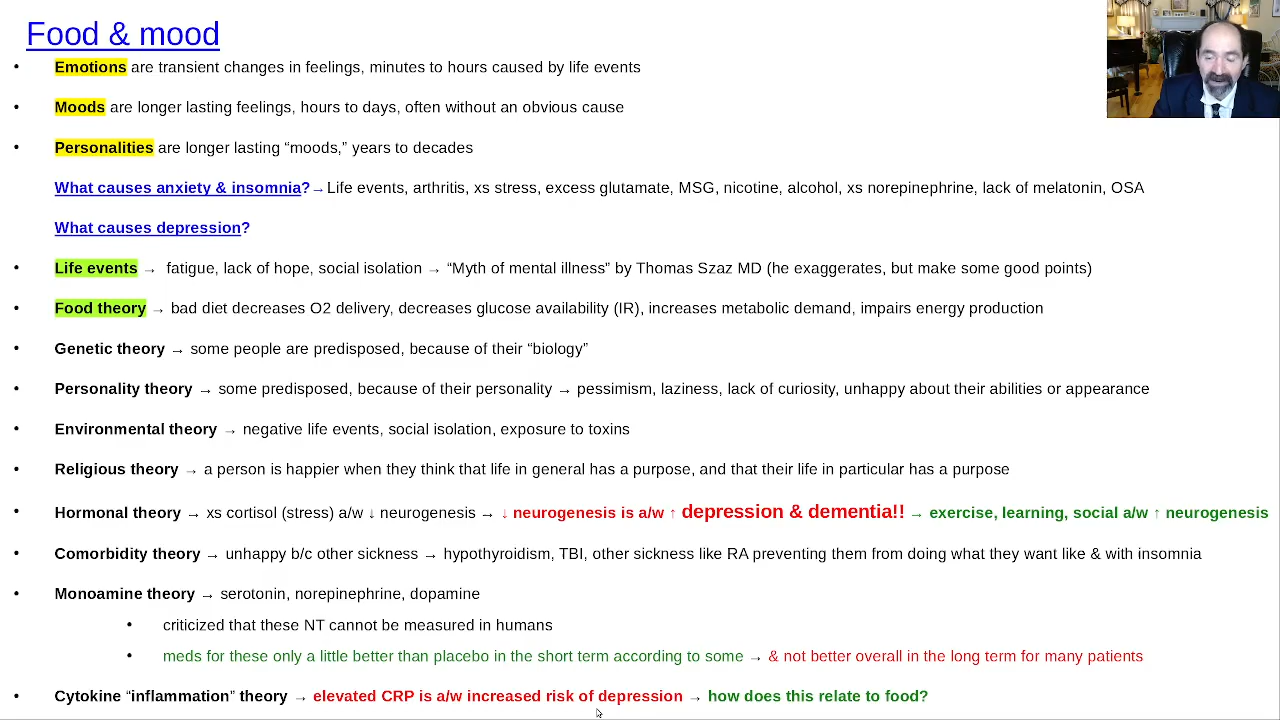 Food & mood
• Emotions are transient changes in feelings, minutes to hours caused by life events
• Moods are longer lasting feelings, hours to days, often without an obvious cause
• Personalities are longer lasting “moods,” years to decades
What causes anxiety & insomnia?→Life events, arthritis, xs stress, excess glutamate, MSG, nicotine, alcohol, xs norepinephrine, lack of melatonin, OSA
What causes depression?
• Life events → fatigue, lack of hope, social isolation → “Myth of mental illness” by Thomas Szaz MD (he exaggerates, but make some good points)
• Food theory → bad diet decreases O2 delivery, decreases glucose availability (IR), increases metabolic demand, impairs energy production
• Genetic theory → some people are predisposed, because of their “biology”
• Personality theory → some predisposed, because of their personality → pessimism, laziness, lack of curiosity, unhappy about their abilities or appearance
• Environmental theory → negative life events, social isolation, exposure to toxins
• Religious theory → a person is happier when they think that life in general has a purpose, and that their life in particular has a purpose
• Hormonal theory → xs cortisol (stress) a/w ↓ neurogenesis → ↓ neurogenesis is a/w ↑ depression & dementia!! → exercise, learning, social a/w ↑ neurogenesis
• Comorbidity theory → unhappy b/c other sickness → hypothyroidism, TBI, other sickness like RA preventing them from doing what they want like & with insomnia
• Monoamine theory → serotonin, norepinephrine, dopamine
• criticized that these NT cannot be measured in humans
• meds for these only a little better than placebo in the short term according to some → & not better overall in the long term for many patients
• Cytokine “inflammation” theory → elevated CRP is a/w increased risk of depression → how does this relate to food?